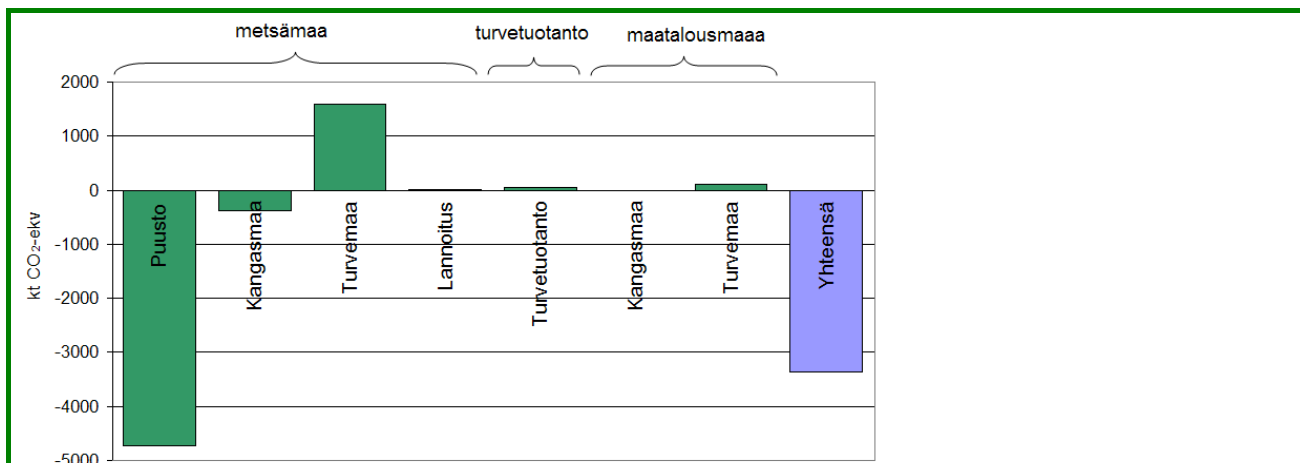 metsämaa turvetuotanto maatalousmaaa
2000
1000
0
-1000
-2000
-3000
-4000
-5000
kt CO₂-ekv
Puusto
Kangasmaa
Turvemaa
Lannoitus
Turvetuotanto
Kangasmaa
Turvemaa
Yhteensä